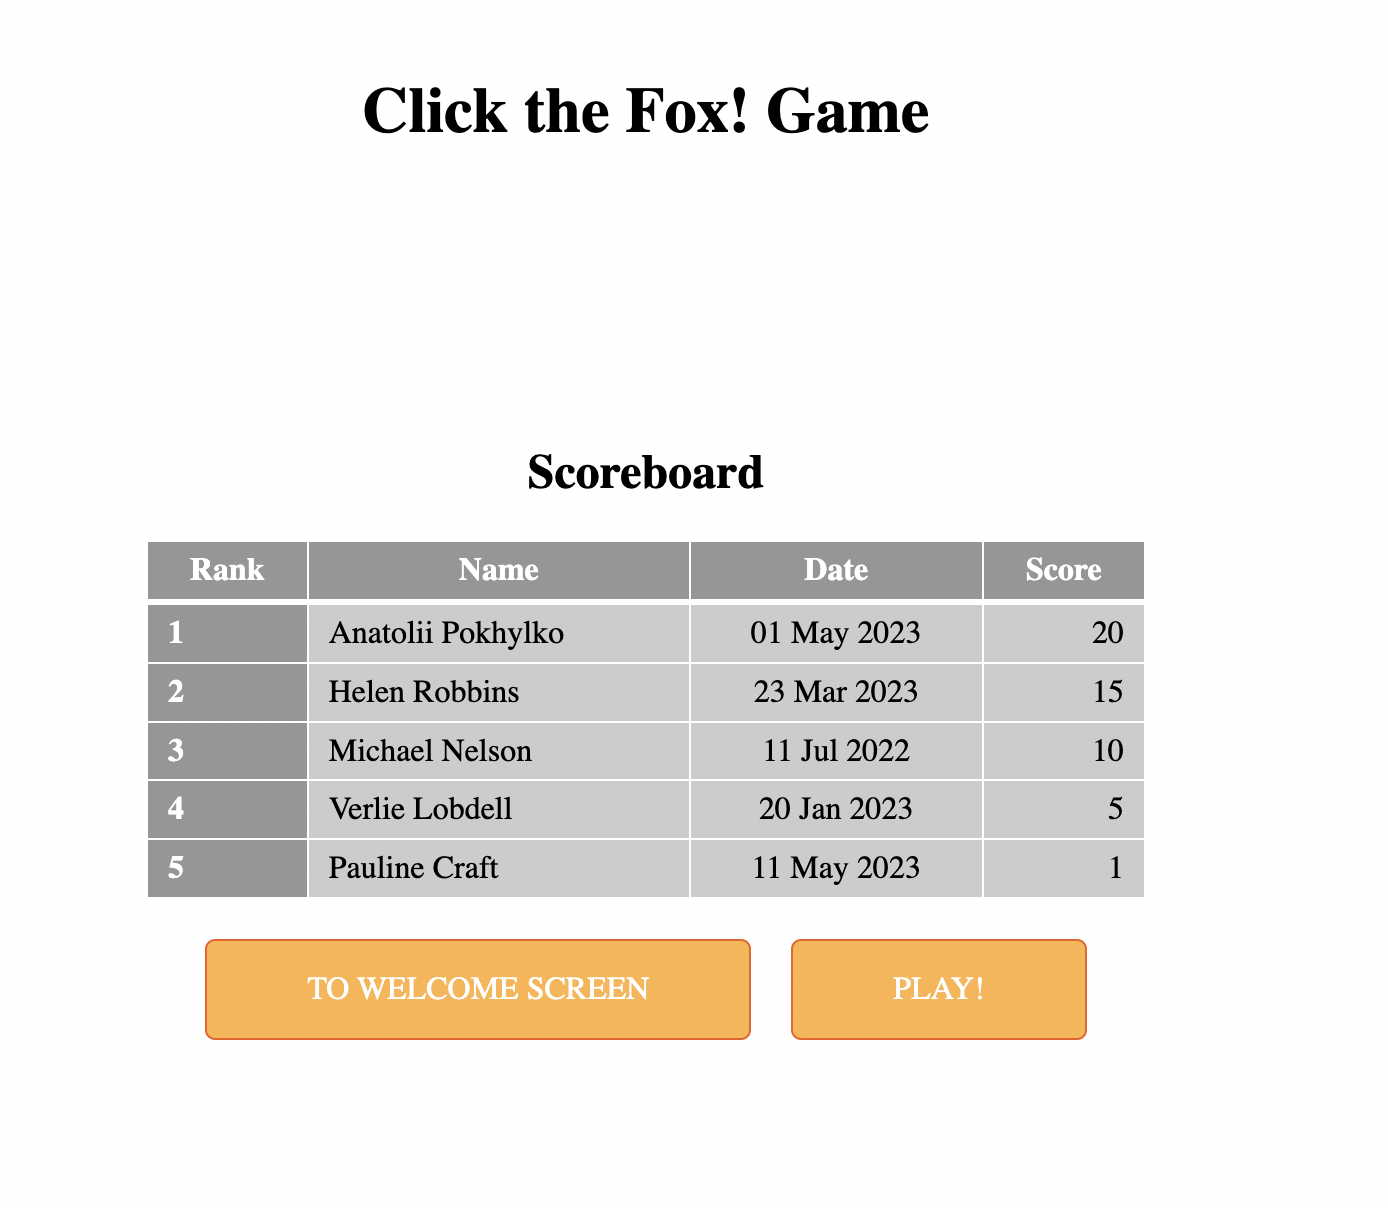 Click the Fox! Game
Scoreboard
Rank Name Date Score
1 Anatolii Pokhylko 01 May 2023 20
2 Helen Robbins 23 Mar 2023 15
3 Michael Nelson 11 Jul 2022 10
4 Verlie Lobdell 20 Jan 2023 5
5 Pauline Craft 11 May 2023 1
TO WELCOME SCREEN PLAY!